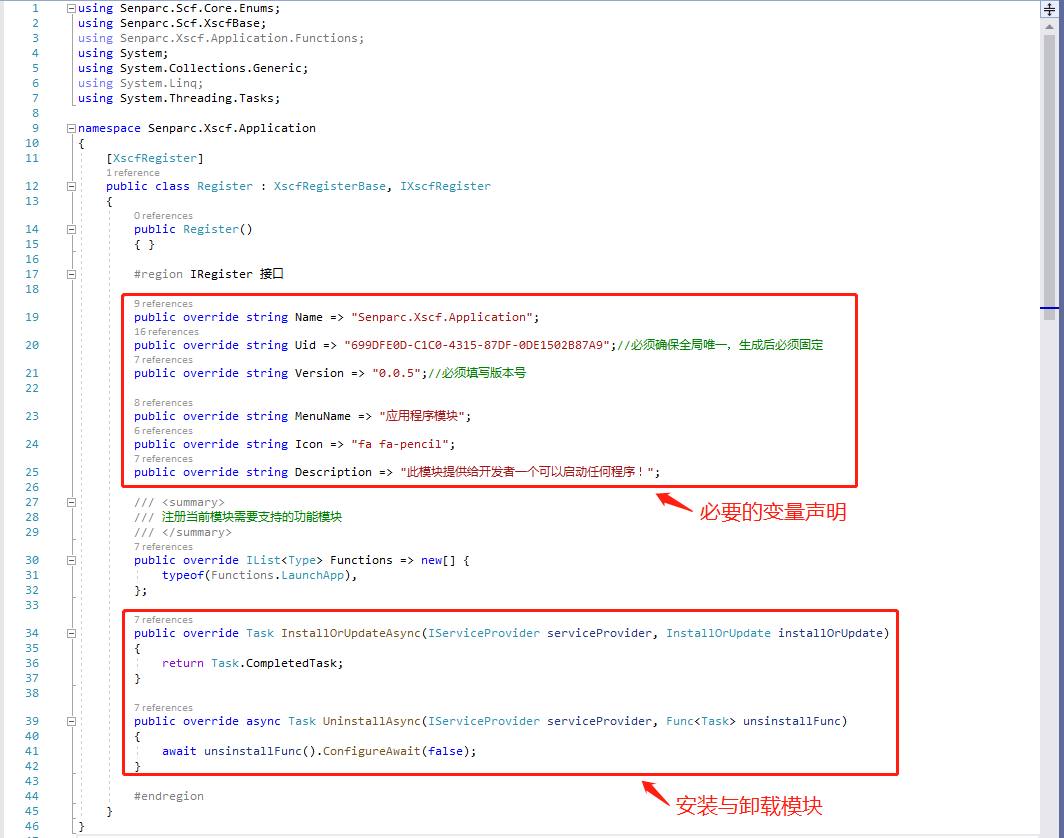 1 using Senparc.Scf.Core.Enums;
2 using Senparc.Scf.XscfBase;
3 using Senparc.Xscf.Application.Functions;
4 using System;
5 using System.Collections.Generic;
6 using System.Linq;
7 using System.Threading.Tasks;
8
9 namespace Senparc.Xscf.Application
10 {
11 [XscfRegister]
1 reference
12 public class Register : XscfRegisterBase, IXscfRegister
13 {
0 references
14 public Register()
15 { }
16
17 #region IRegister 接口
18
9 references
19 public override string Name => "Senparc.Xscf.Application";
16 references
20 public override string Uid => "699DFE0D-C1C0-4315-87DF-0DE1502B87A9";//必须确保全局唯一，生成后必须固定
7 references
21 public override string Version => "0.0.5";//必须填写版本号
22
8 references
23 public override string MenuName => "应用程序模块";
6 references
24 public override string Icon => "fa fa-pencil";
7 references
25 public override string Description => "此模块提供给开发者一个可以启动任何程序！";
26
必要的变量声明
27 /// <summary>
28 /// 注册当前模块需要支持的功能模块
29 /// </summary>
7 references
30 public override IList<Type> Functions => new[] {
31 typeof(Functions.LaunchApp),
32 };
33
7 references
34 public override Task InstallOrUpdateAsync(IServiceProvider serviceProvider, InstallOrUpdate installOrUpdate)
35 {
36 return Task.CompletedTask;
37 }
38
7 references
39 public override async Task UninstallAsync(IServiceProvider serviceProvider, Func<Task> unsinstallFunc)
40 {
41 await unsinstallFunc().ConfigureAwait(false);
42 }
43
44 #endregion
安装与卸载模块
45 }
46 }